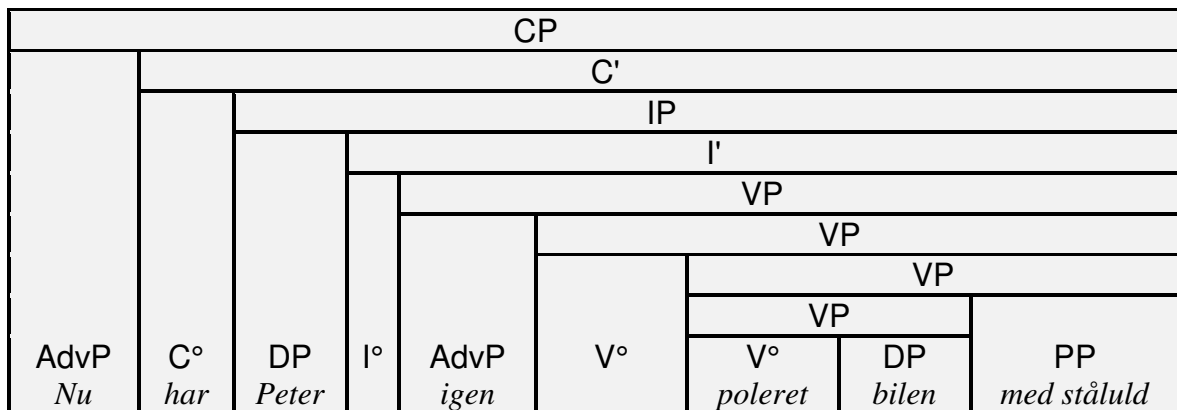 CP
C'
IP
I'
VP
VP
VP
VP
AdvP C° DP I° AdvP V° V° DP PP
Nu har Peter igen poleret bilen med ståluld